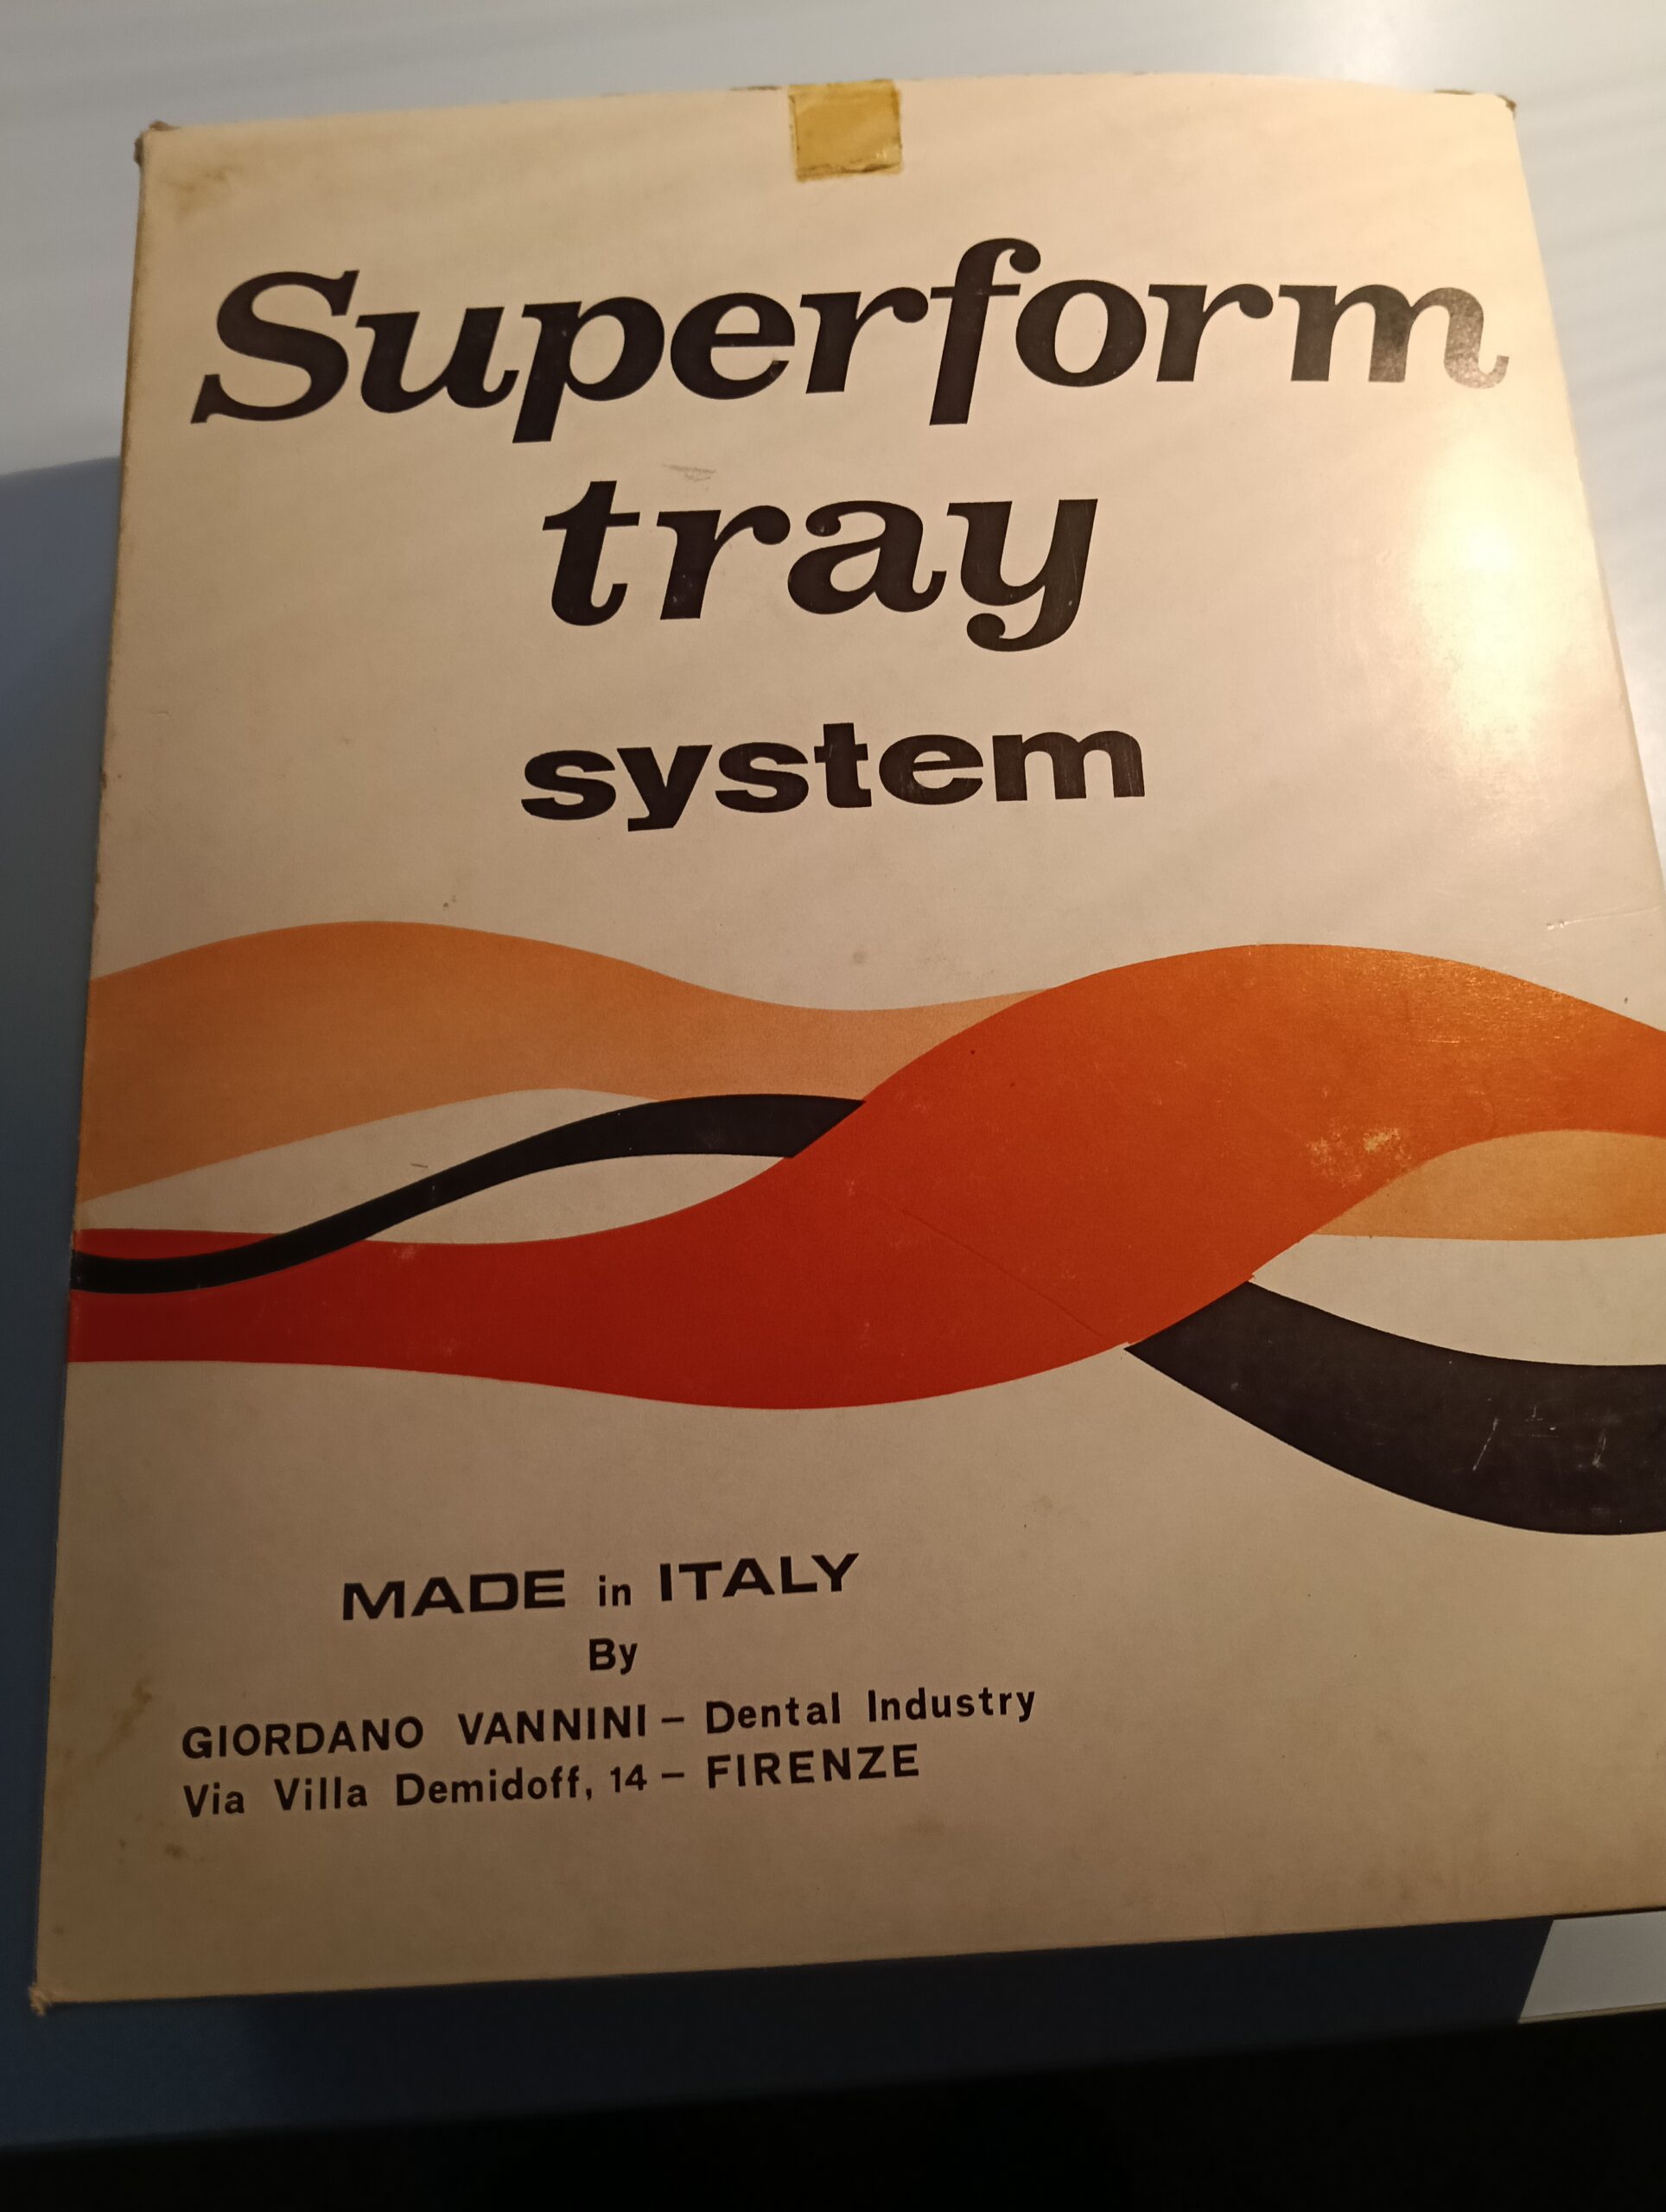 Superform
tray
system
MADE in ITALY
By
GIORDANO VANNINI – Dental Industry
Via Villa Demidoff, 14 – FIRENZE